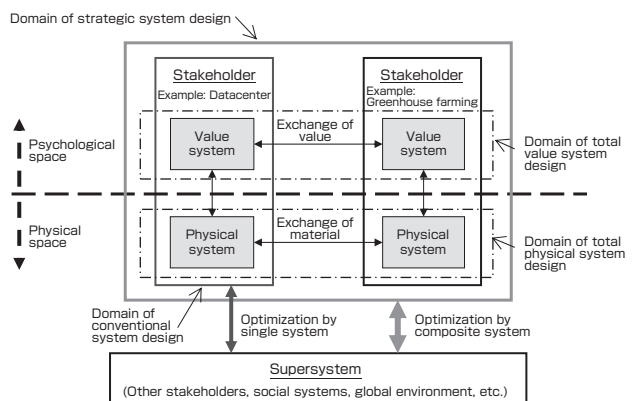 Domain of strategic system design
Stakeholder
Example: Datacenter
Stakeholder
Example:
Greenhouse farming
Psychological
space
Physical
space
Value
system
Exchange of
value
Value
system
Domain of total
value system
design
Physical
system
Exchange of
material
Physical
system
Domain of total
physical system
design
Domain of
conventional
system design
Optimization by
single system
Optimization by
composite system
Supersystem
(Other stakeholders, social systems, global environment, etc.)